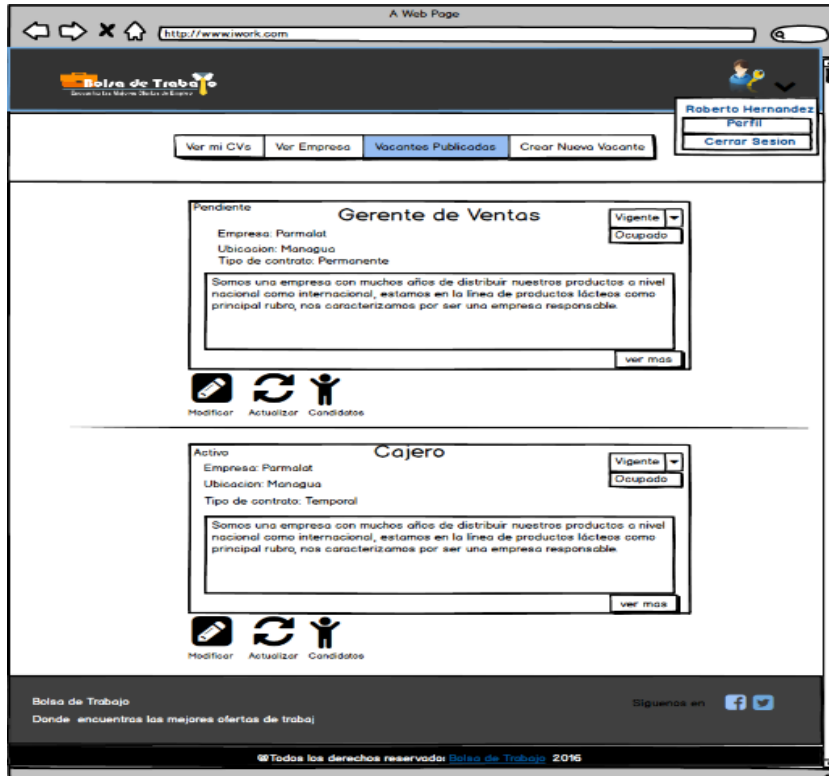 A Web Page
http://www.iwork.com
Bolsa de Trabajo
Roberto Hernandez
Perfil
Cerrar Sesion
Ver mi CVs
Ver Empresa
Vacantes Publicadas
Crear Nueva Vacante
Pendiente
Gerente de Ventas
Vigente
Ocupado
Empresa: Parmalat
Ubicacion: Managua
Tipo de contrato: Permanente
Somos una empresa con muchos años de distribuir nuestros productos a nivel
nacional como internacional, estamos en la línea de productos lácteos como
principal rubro, nos caracterizamos por ser una empresa responsable.
ver mas
Modificar Actualizar Candidatos
Activo
Cajero
Vigente
Ocupado
Empresa: Parmalat
Ubicacion: Managua
Tipo de contrato: Temporal
Somos una empresa con muchos años de distribuir nuestros productos a nivel
nacional como internacional, estamos en la línea de productos lácteos como
principal rubro, nos caracterizamos por ser una empresa responsable.
ver mas
Modificar Actualizar Candidatos
Bolsa de Trabajo
Siguenos en
Donde encuentras las mejores ofertas de trabaj
@Todos los derechos reservado: Bolsa de Trabajo 2016